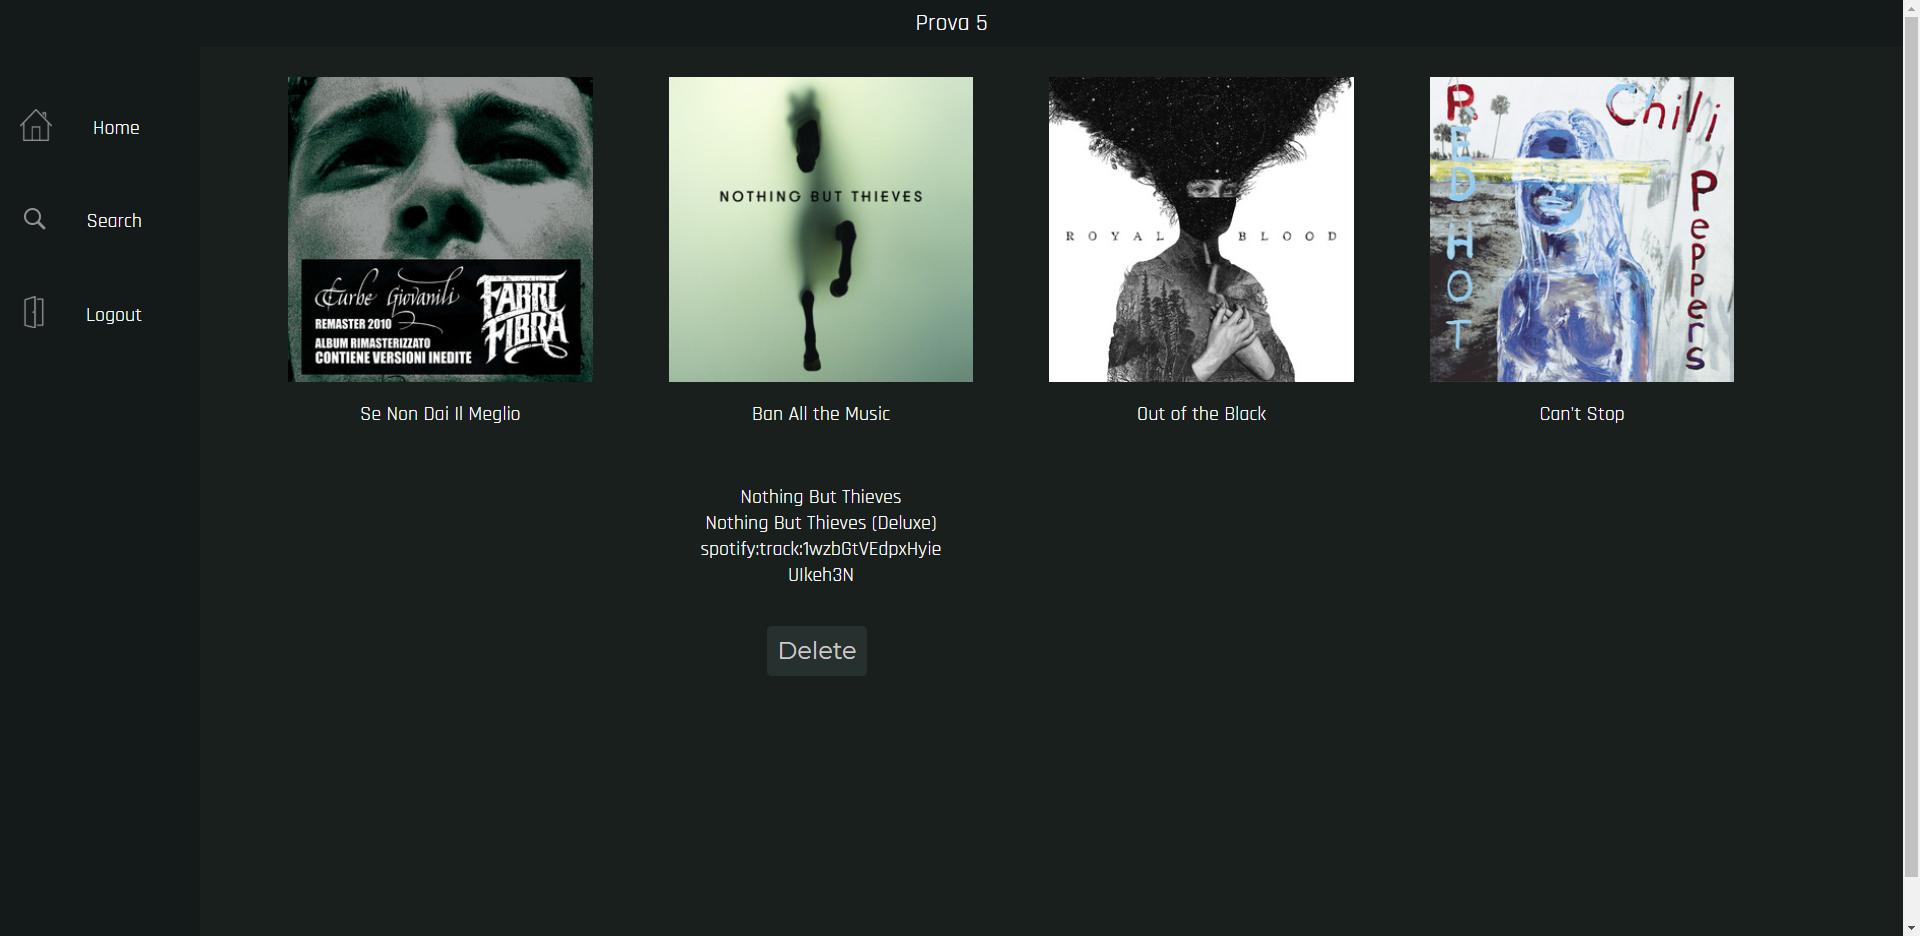 Prova 5
Home
Search
Logout
Turbe Giovanili
REMASTER 2010
ALBUM RIMASTERIZZATO
CONTIENE VERSIONI INEDITE
FABRI
FIBRA
NOTHING BUT THIEVES
ROYAL BLOOD
RED HOT
Chili
Peppers
Se Non Dai Il Meglio
Ban All the Music
Out of the Black
Can't Stop
Nothing But Thieves
Nothing But Thieves (Deluxe)
spotify:track:1wzbGtVEdpxHyie
UIkeh3N
Delete